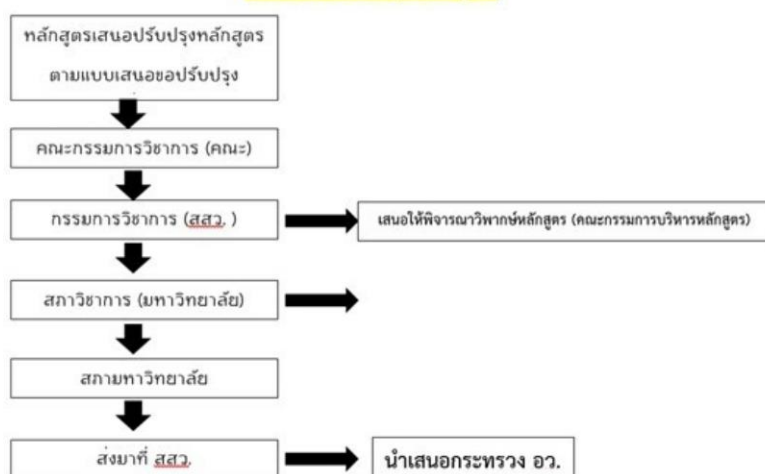 หลักสูตรเสนอปรับปรุงหลักสูตร
ตามแบบเสนอขอปรับปรุง
คณะกรรมการวิชาการ (คณะ)
กรรมการวิชาการ (สสว. )
เสนอให้พิจารณาวิพากษ์หลักสูตร (คณะกรรมการบริหารหลักสูตร)
สภาวิชาการ (มหาวิทยาลัย)
สภามหาวิทยาลัย
ส่งมาที่ สสว.
นำเสนอกระทรวง อว.